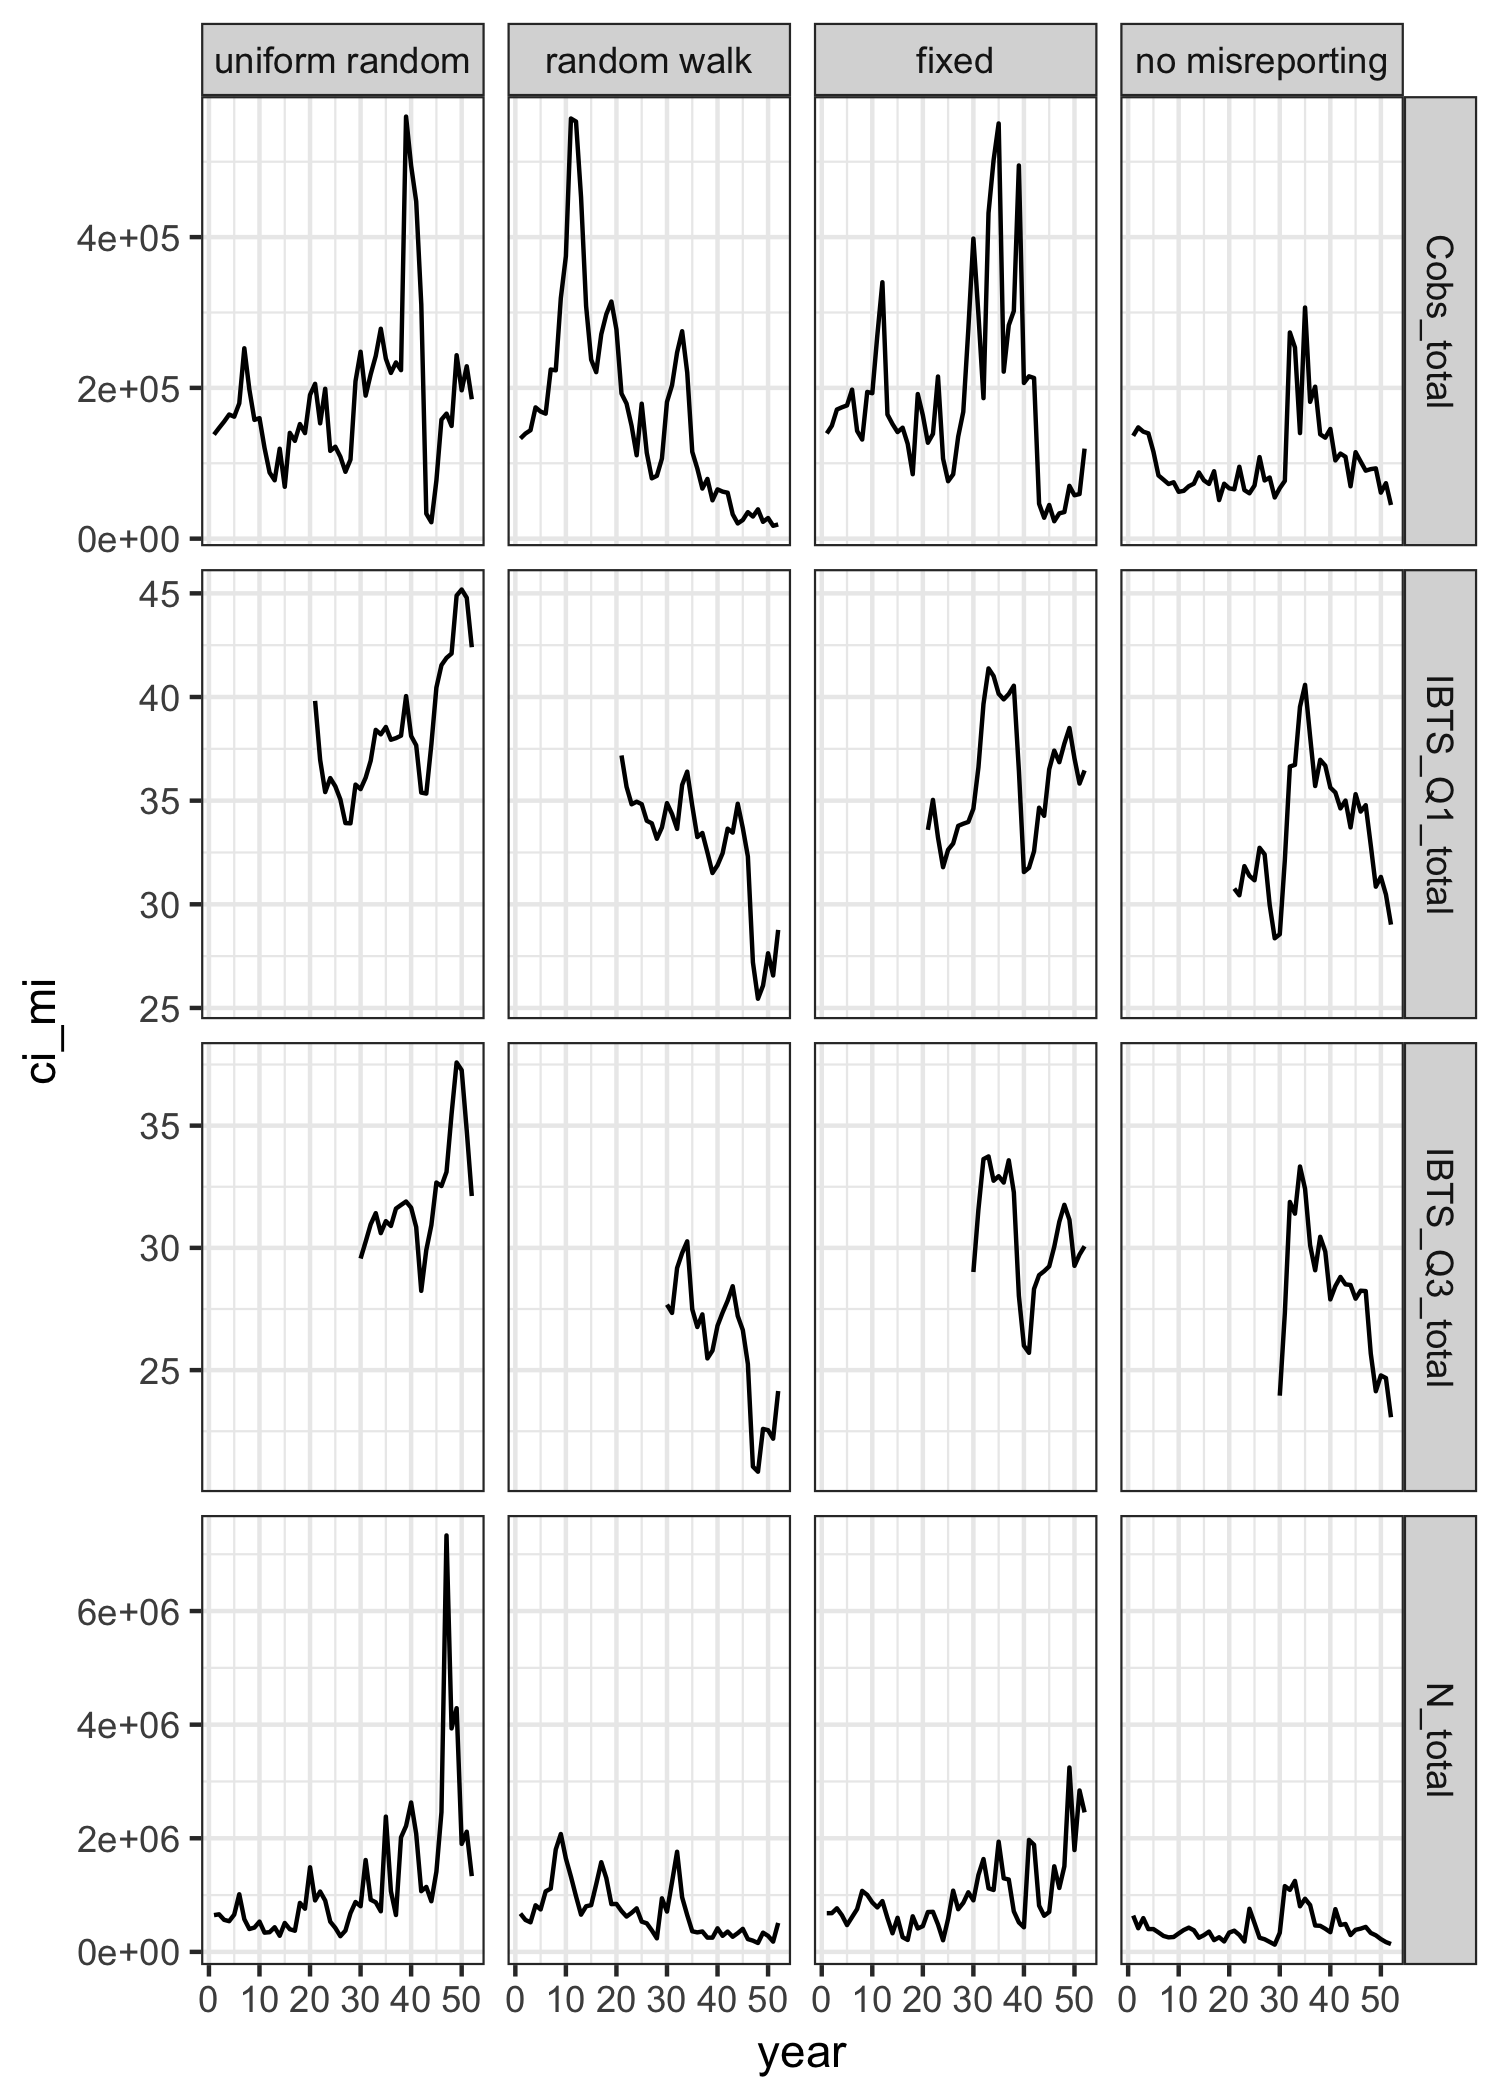 uniform random random walk fixed no misreporting
4e+05
2e+05
0e+00
Cobs_total
45
40
35
30
25
IBTS_Q1_total
ci_mi
35
30
25
IBTS_Q3_total
6e+06
4e+06
2e+06
0e+00
N_total
0 10 20 30 40 50 0 10 20 30 40 50 0 10 20 30 40 50 0 10 20 30 40 50
year